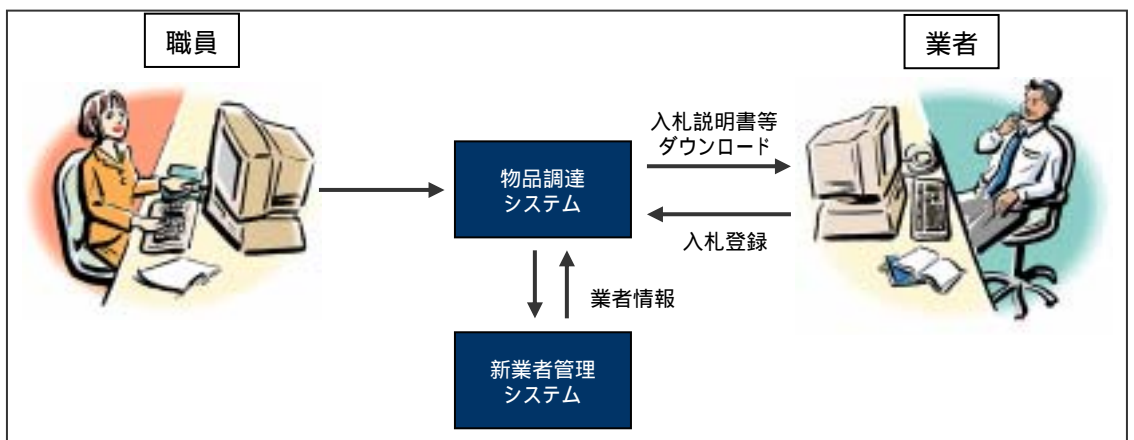 職員
業者
入札説明書等
ダウンロード
物品調達
システム
入札登録
業者情報
新業者管理
システム